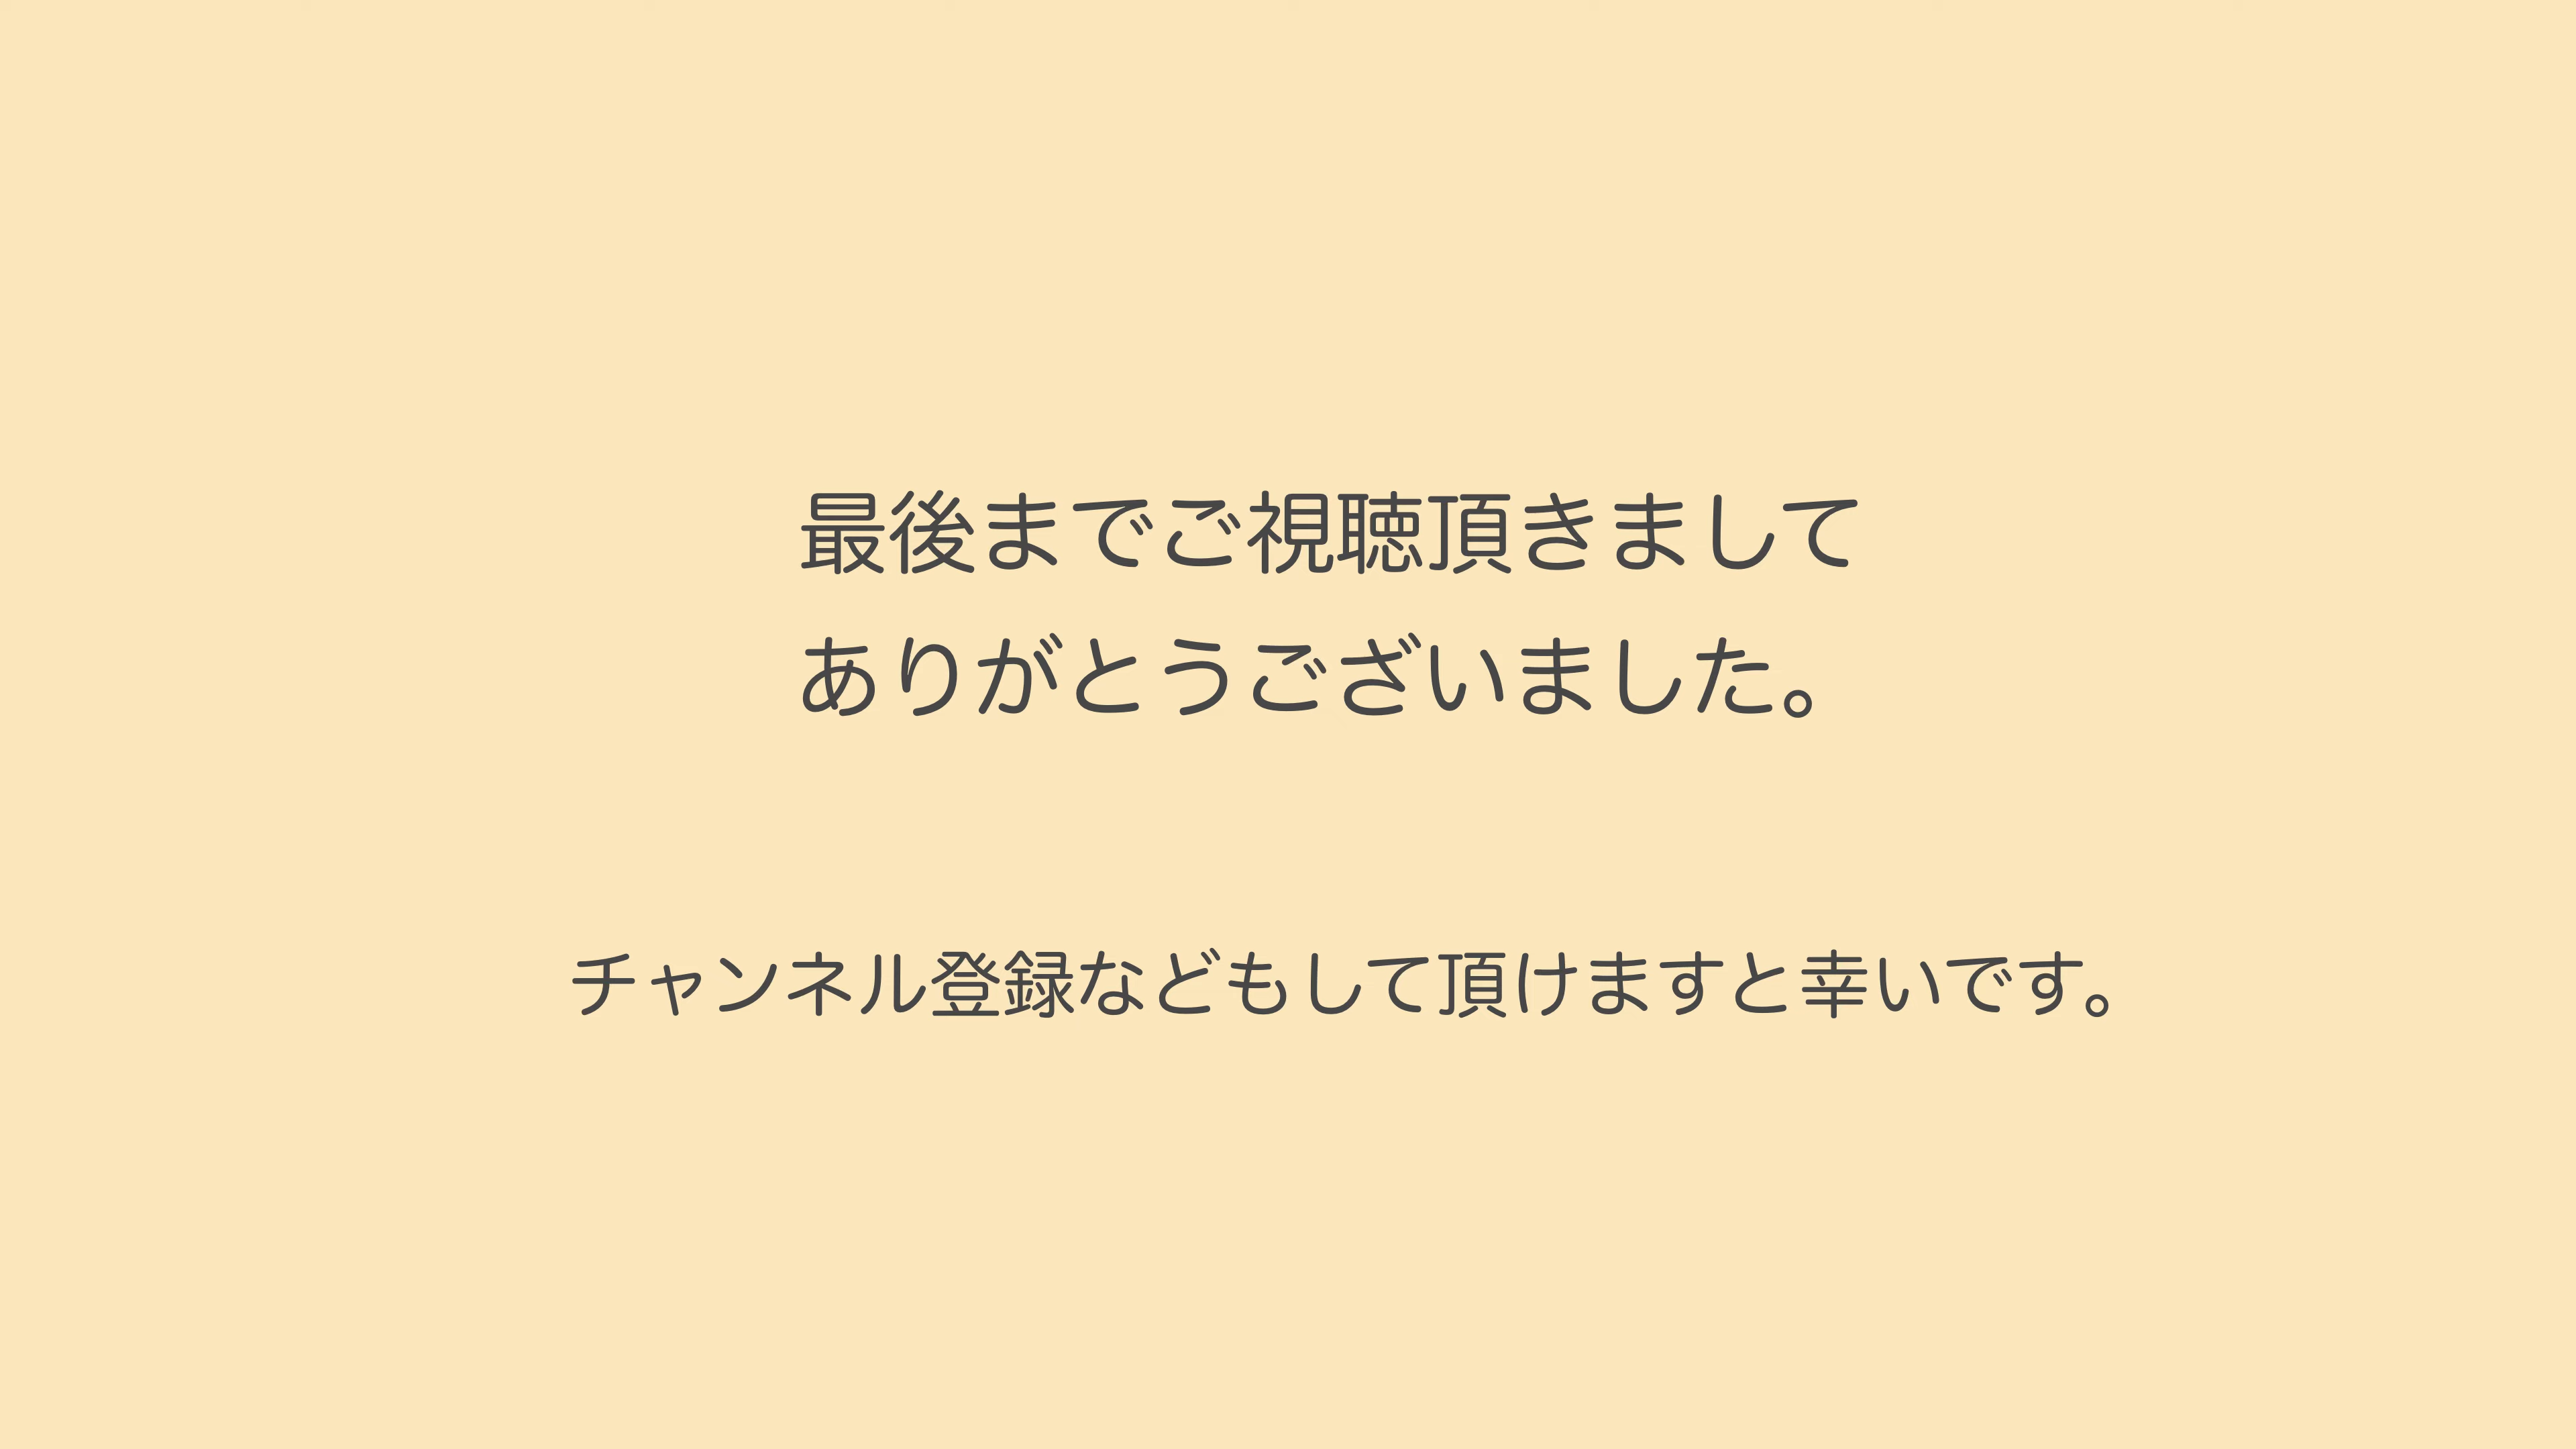 最後までご視聴頂きまして
ありがとうございました。
チャンネル登録などもして頂けますと幸いです。